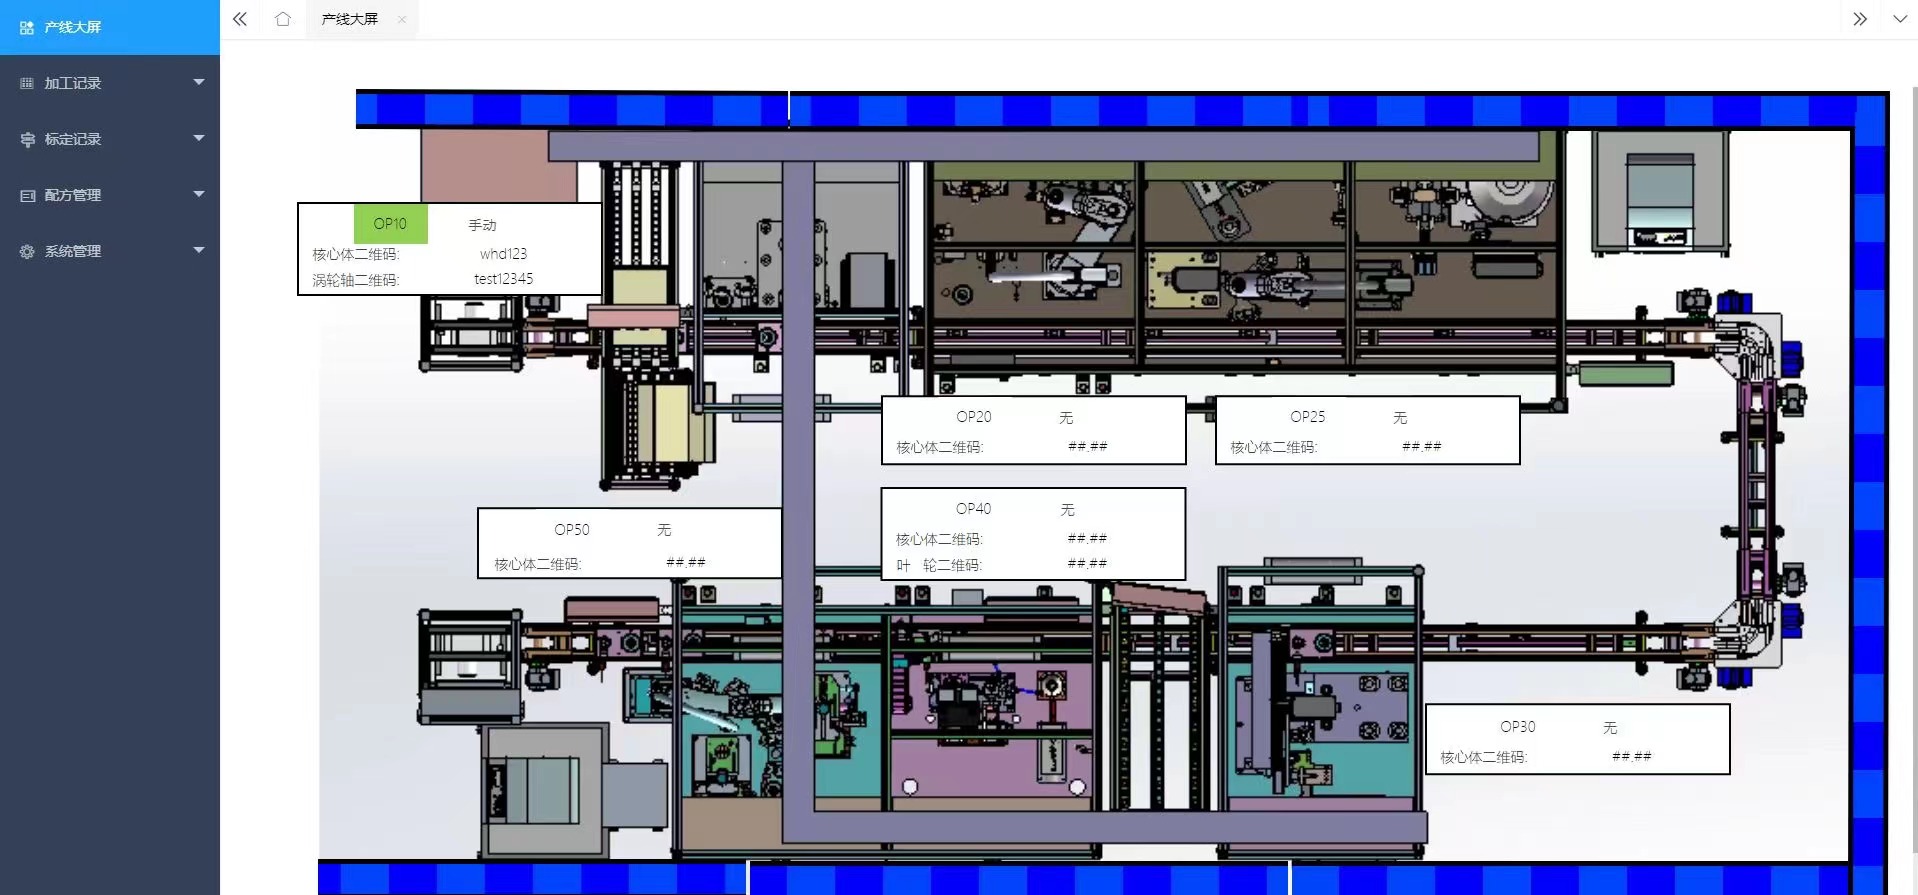 产线大屏
加工记录
标定记录
配方管理
系统管理
产线大屏
OP10 手动
核心体二维码: whd123
涡轮轴二维码: test12345
OP20 无
核心体二维码: ##.##
OP25 无
核心体二维码: ##.##
OP50 无
核心体二维码: ##.##
OP40 无
核心体二维码: ##.##
叶 轮二维码: ##.##
OP30 无
核心体二维码: ##.##